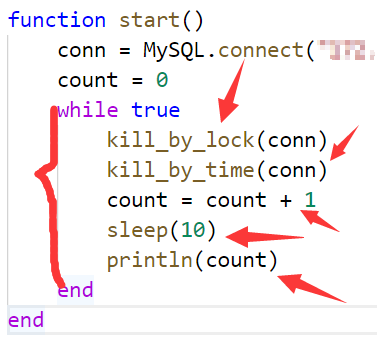 function start()
conn = MySQL.connect("172.
count = 0
while true
kill_by_lock(conn)
kill_by_time(conn)
count = count + 1
sleep(10)
println(count)
end
end